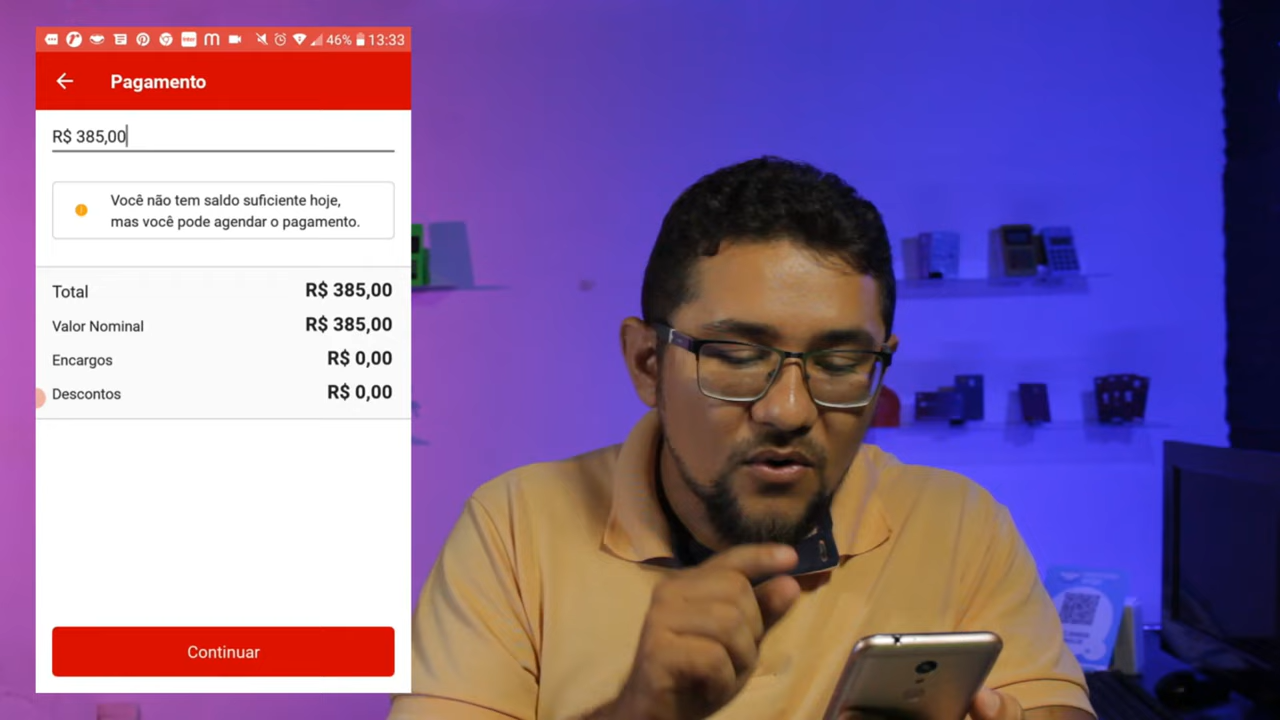 46% 13:33
Pagamento
R$ 385,00
Você não tem saldo suficiente hoje,
mas você pode agendar o pagamento.
Total R$ 385,00
Valor Nominal R$ 385,00
Encargos R$ 0,00
Descontos R$ 0,00
Continuar